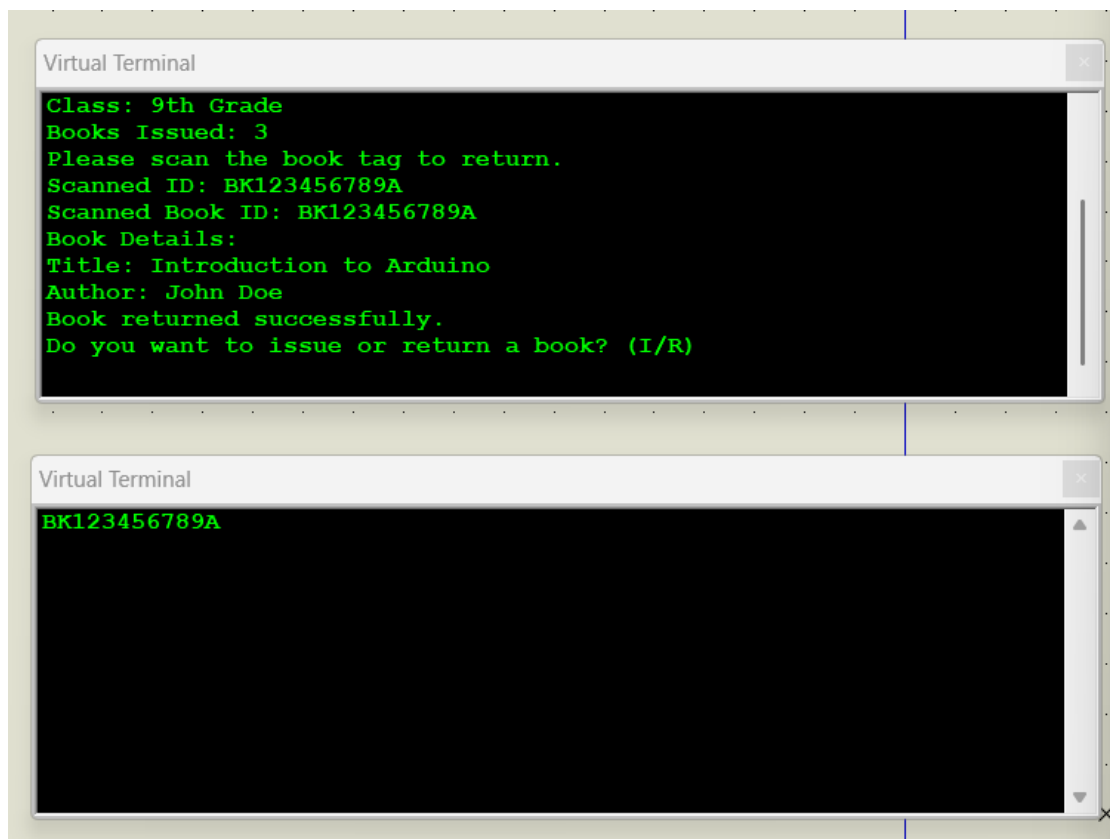 Virtual Terminal
Class: 9th Grade
Books Issued: 3
Please scan the book tag to return.
Scanned ID: BK123456789A
Scanned Book ID: BK123456789A
Book Details:
Title: Introduction to Arduino
Author: John Doe
Book returned successfully.
Do you want to issue or return a book? (I/R)
Virtual Terminal
BK123456789A